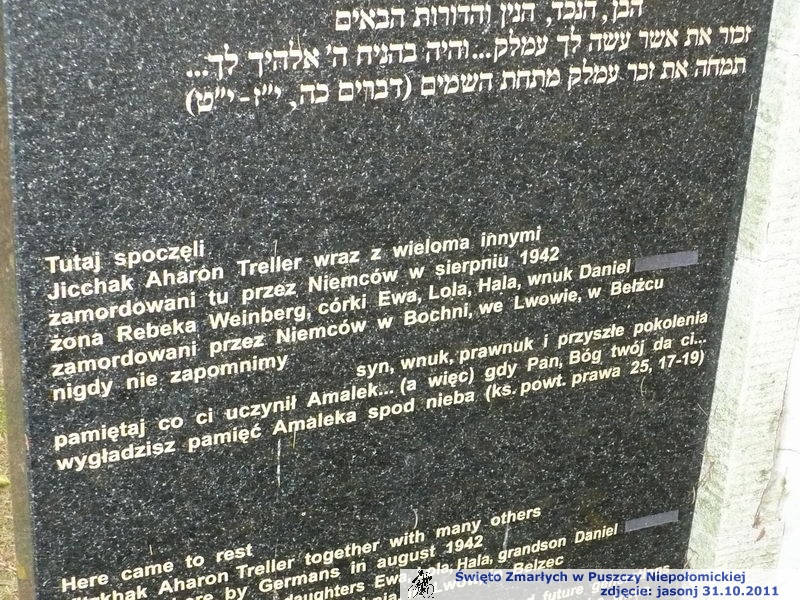 הבן, הנכד, הנין והדורות הבאים
זכור את אשר עשה לך עמלק...והיה בהניח ה' אלהיך לך...
תמחה את זכר עמלק מתחת השמים (דברים כה, י"ז-י"ט)
Tutaj spoczęli
Jicchak Aharon Treller wraz z wieloma innymi
zamordowani tu przez Niemców w sierpniu 1942
żona Rebeka Weinberg, córki Ewa, Lola, Hala, wnuk Daniel
zamordowani przez Niemców w Bochni, we Lwowie, w Bełżcu
nigdy nie zapomnimy syn, wnuk, prawnuk i przyszłe pokolenia
pamiętaj co ci uczynił Amalek... (a więc) gdy Pan, Bóg twój da ci...
wygładzisz pamięć Amaleka spod nieba (ks. powt. prawa 25, 17-19)
Here came to rest
Aharon Treller together with many others
by Germans in august 1942
daughters Ewa, Lola, Hala, grandson Daniel
Belzec
future
Święto Zmarłych w Puszczy Niepołomickiej
zdjęcie: jasonj 31.10.2011